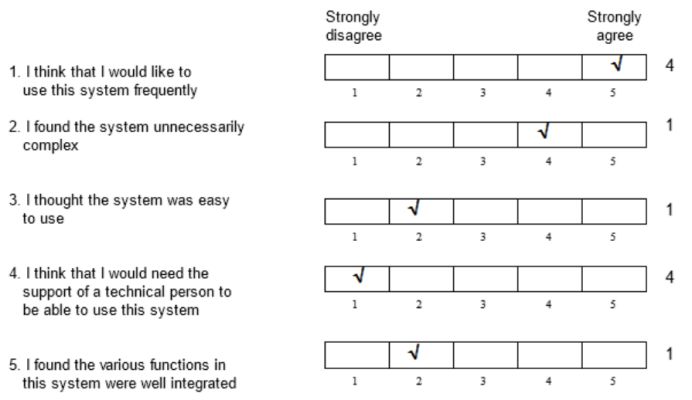 Strongly disagree
Strongly agree
1. I think that I would like to
use this system frequently
√
4
1 2 3 4 5
2. I found the system unnecessarily
complex
√
1
1 2 3 4 5
3. I thought the system was easy
to use
√
1
1 2 3 4 5
4. I think that I would need the
support of a technical person to
be able to use this system
√
4
1 2 3 4 5
5. I found the various functions in
this system were well integrated
√
1
1 2 3 4 5